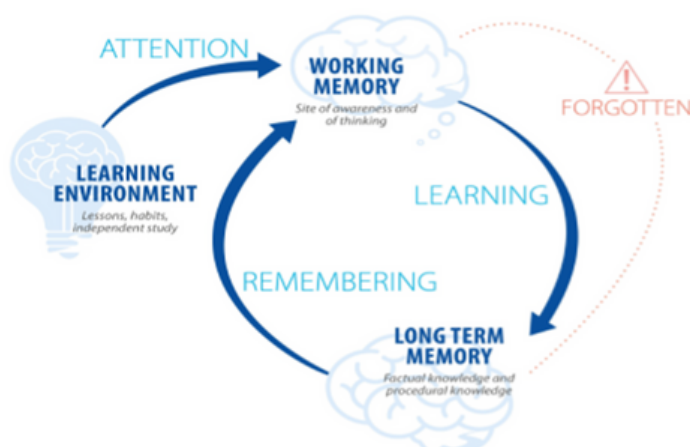 ATTENTION
WORKING
MEMORY
Site of awareness and
of thinking
FORGOTTEN
LEARNING
ENVIRONMENT
Lessons, habits,
independent study
LEARNING
REMEMBERING
LONG TERM
MEMORY
Factual knowledge and
procedural knowledge